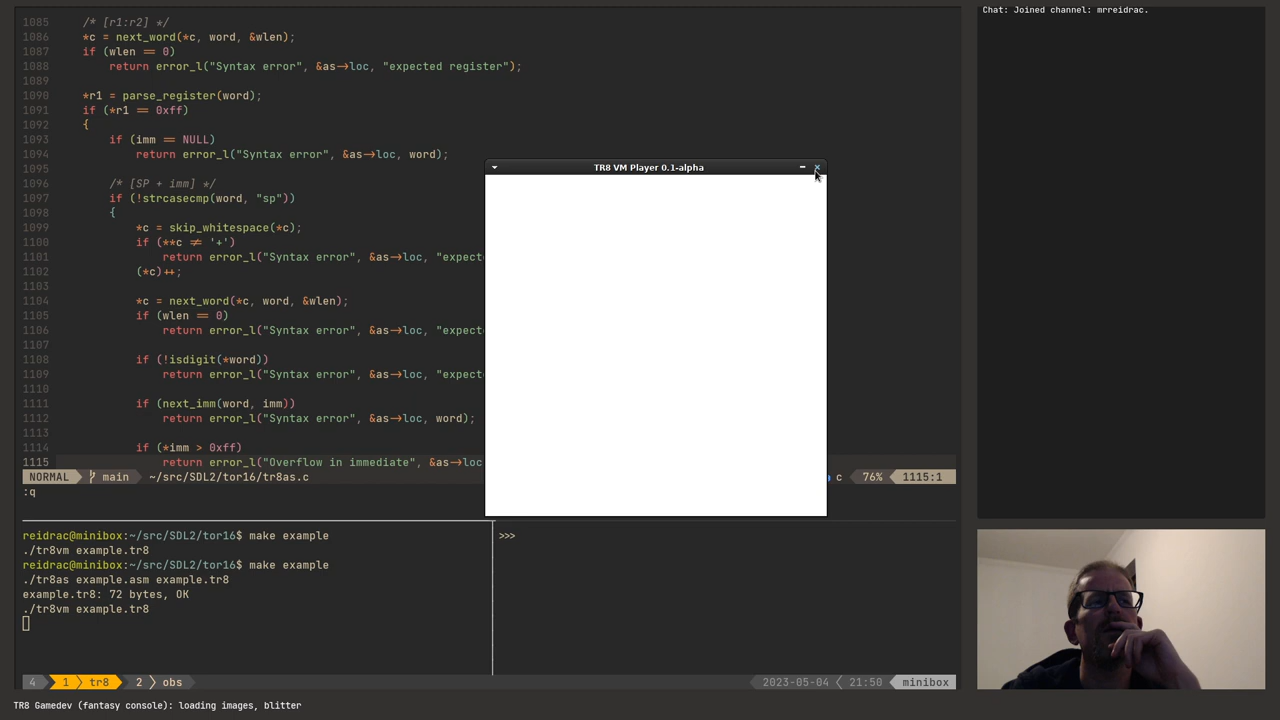 1085 /* [r1:r2] */
1086 *c = next_word(*c, word, &wlen);
1087 if (wlen == 0)
1088 return error_l("Syntax error", &as->loc, "expected register");
1089
1090 *r1 = parse_register(word);
1091 if (*r1 == 0xff)
1092 {
1093 if (imm == NULL)
1094 return error_l("Syntax error", &as->loc, word);
1095
1096 /* [SP + imm] */
1097 if (!strcasecmp(word, "sp"))
1098 {
1099 *c = skip_whitespace(*c);
1100 if (**c != '+')
1101 return error_l("Syntax error", &as->loc, "expect
1102 (*c)++;
1103
1104 *c = next_word(*c, word, &wlen);
1105 if (wlen == 0)
1106 return error_l("Syntax error", &as->loc, "expect
1107
1108 if (!isdigit(*word))
1109 return error_l("Syntax error", &as->loc, "expect
1110
1111 if (next_imm(word, imm))
1112 return error_l("Syntax error", &as->loc, word);
1113
1114 if (*imm > 0xff)
1115 return error_l("Overflow in immediate", &as->loc
NORMAL main ~/src/SDL2/tor16/tr8as.c c 76% 1115:1
:q
TR8 VM Player 0.1-alpha
reidrac@minibox:~/src/SDL2/tor16$ make example
./tr8vm example.tr8
reidrac@minibox:~/src/SDL2/tor16$ make example
./tr8as example.asm example.tr8
example.tr8: 72 bytes, OK
./tr8vm example.tr8
>>>
4 1 tr8 2 obs 2023-05-04 21:50 minibox
Chat: Joined channel: mrreidrac.
TR8 Gamedev (fantasy console): loading images, blitter